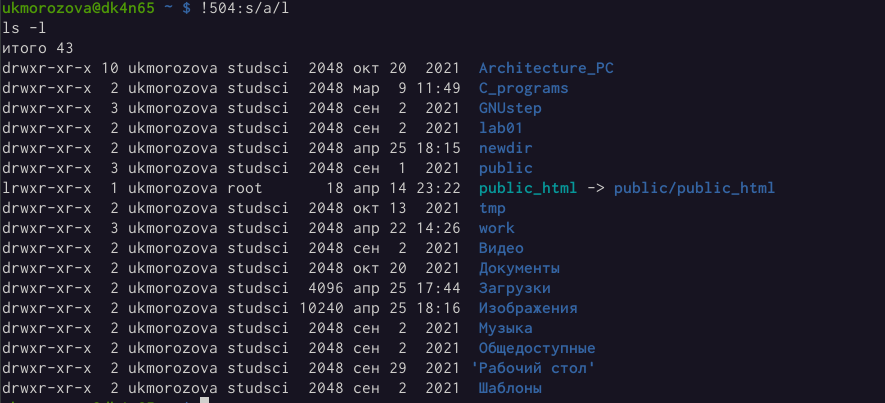 ukmorozova@dk4n65 ~ $ !504:s/a/l
ls -l
итого 43
drwxr-xr-x 10 ukmorozova studsci 2048 окт 20 2021 Architecture_PC
drwxr-xr-x 2 ukmorozova studsci 2048 мар 9 11:49 C_programs
drwxr-xr-x 3 ukmorozova studsci 2048 сен 2 2021 GNUstep
drwxr-xr-x 2 ukmorozova studsci 2048 сен 2 2021 lab01
drwxr-xr-x 2 ukmorozova studsci 2048 апр 25 18:15 newdir
drwxr-xr-x 3 ukmorozova studsci 2048 сен 1 2021 public
lrwxr-xr-x 1 ukmorozova root 18 апр 14 23:22 public_html -> public/public_html
drwxr-xr-x 2 ukmorozova studsci 2048 окт 13 2021 tmp
drwxr-xr-x 3 ukmorozova studsci 2048 апр 22 14:26 work
drwxr-xr-x 2 ukmorozova studsci 2048 сен 2 2021 Видео
drwxr-xr-x 2 ukmorozova studsci 2048 окт 20 2021 Документы
drwxr-xr-x 2 ukmorozova studsci 4096 апр 25 17:44 Загрузки
drwxr-xr-x 2 ukmorozova studsci 10240 апр 25 18:16 Изображения
drwxr-xr-x 2 ukmorozova studsci 2048 сен 2 2021 Музыка
drwxr-xr-x 2 ukmorozova studsci 2048 сен 2 2021 Общедоступные
drwxr-xr-x 2 ukmorozova studsci 2048 сен 29 2021 'Рабочий стол'
drwxr-xr-x 2 ukmorozova studsci 2048 сен 2 2021 Шаблоны